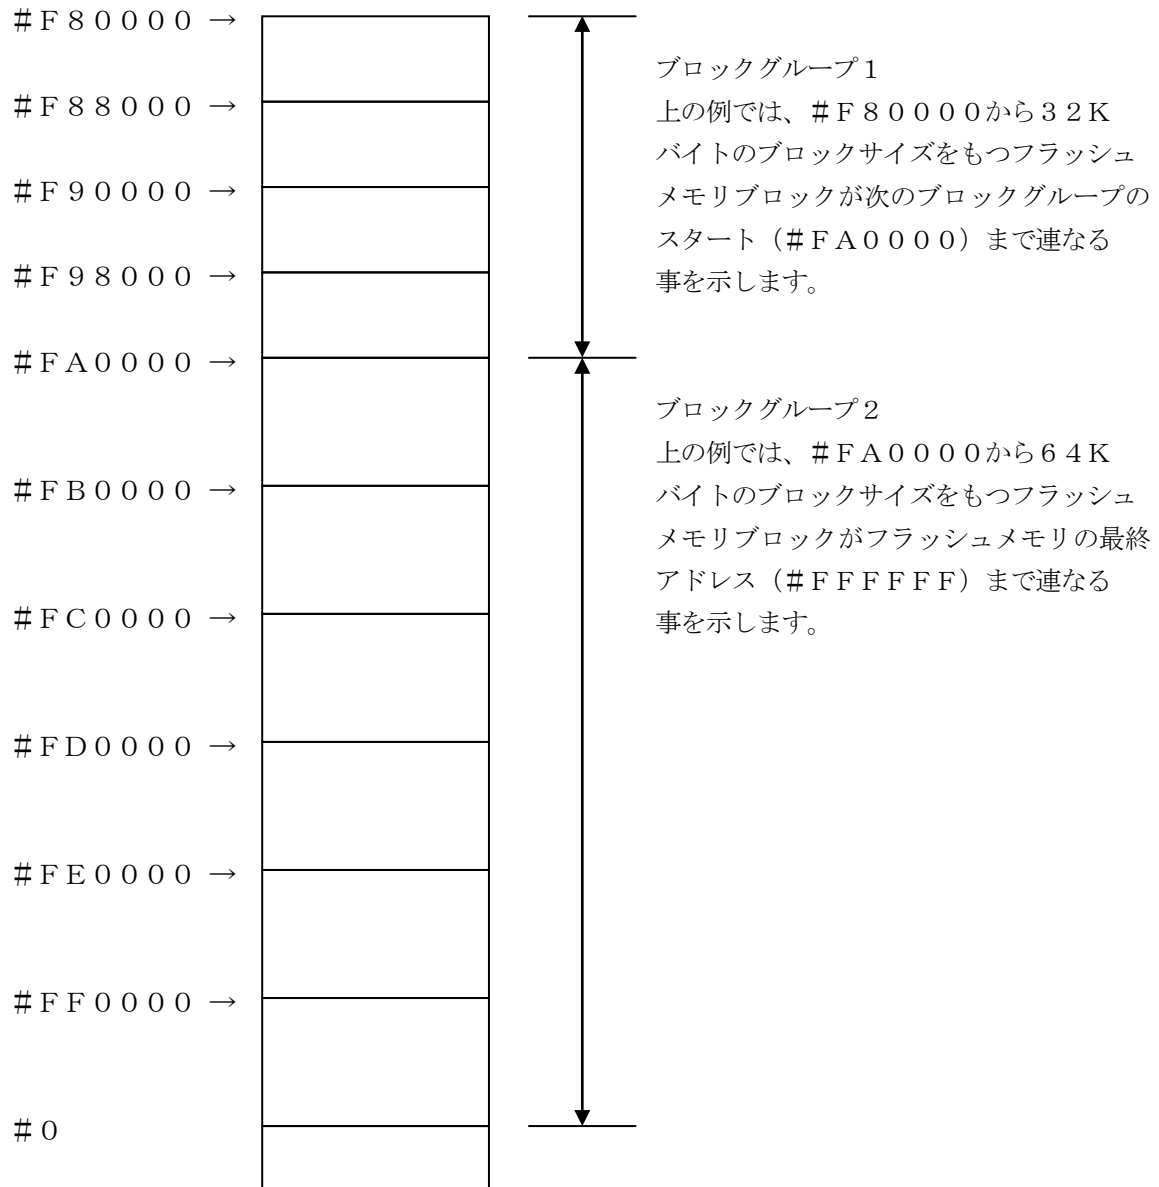 ＃Ｆ８００００ →
ブロックグループ１
＃Ｆ８８０００ →
上の例では、＃Ｆ８００００から３２Ｋ
バイトのブロックサイズをもつフラッシュ
＃Ｆ９００００ →
メモリブロックが次のブロックグループの
スタート（＃ＦＡ００００）まで連なる
＃Ｆ９８０００ →
事を示します。
＃ＦＡ００００ →
ブロックグループ２
上の例では、＃ＦＡ００００から６４Ｋ
＃ＦＢ００００ →
バイトのブロックサイズをもつフラッシュ
メモリブロックがフラッシュメモリの最終
アドレス（＃ＦＦＦＦＦＦ）まで連なる
＃ＦＣ００００ →
事を示します。
＃ＦＤ００００ →
＃ＦＥ００００ →
＃ＦＦ００００ →
＃０